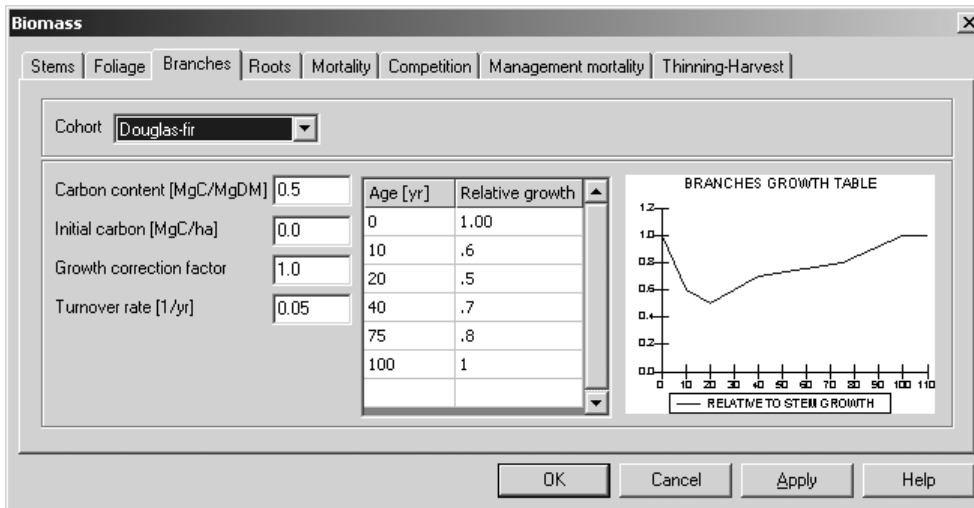 Biomass
Stems Foliage Branches Roots Mortality Competition Management mortality Thinning-Harvest
Cohort Douglas-fir
Carbon content [MgC/MgDM] 0.5
Initial carbon [MgC/ha] 0.0
Growth correction factor 1.0
Turnover rate [1/yr] 0.05
Age [yr] Relative growth
0 1.00
10 .6
20 .5
40 .7
75 .8
100 1
BRANCHES GROWTH TABLE
1.2
1.0
0.8
0.6
0.4
0.2
0.0
0 10 20 30 40 50 60 70 80 90 100 110
RELATIVE TO STEM GROWTH
OK Cancel Apply Help